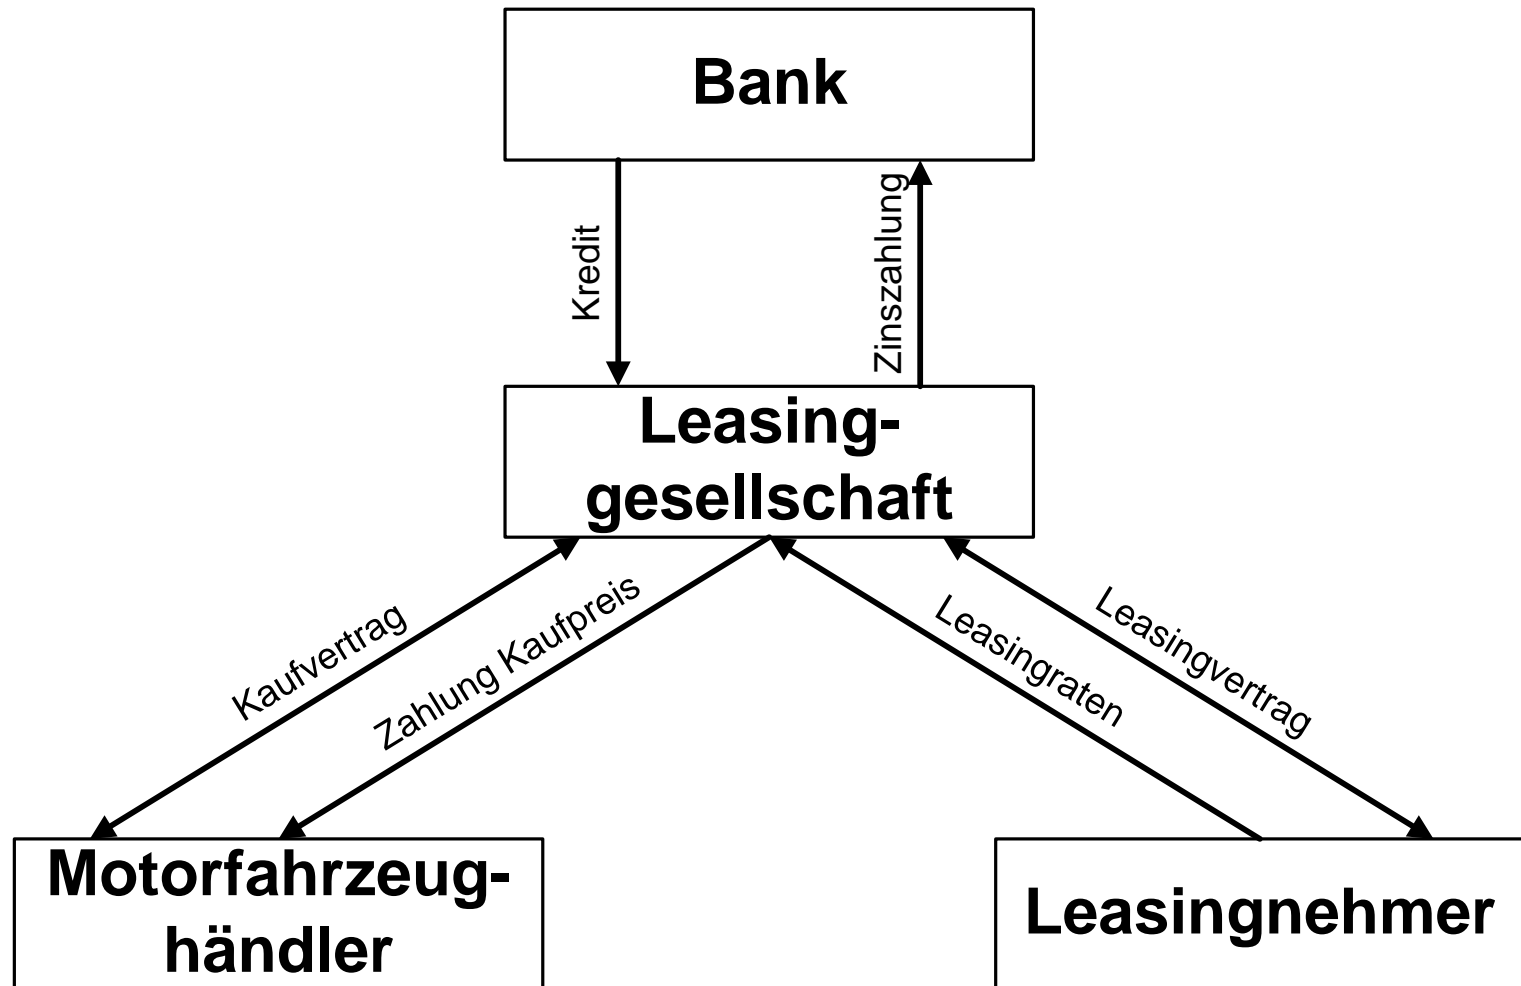 Bank
Kredit
Zinszahlung
Leasing-
gesellschaft
Kaufvertrag
Zahlung Kaufpreis
Leasingraten
Leasingvertrag
Motorfahrzeug-
händler
Leasingnehmer